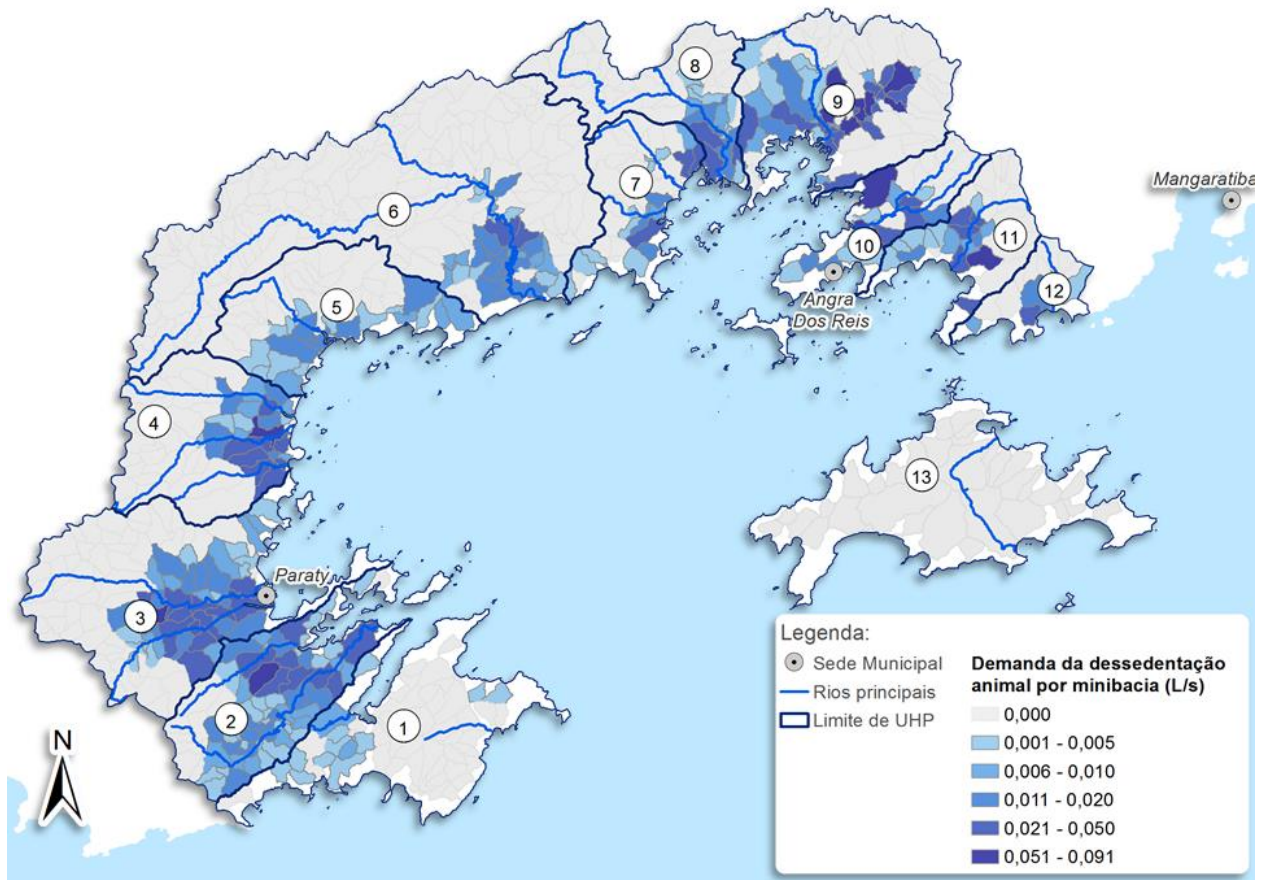 8
9
Mangaratiba
7
6
10
11
Angra
Dos Reis
12
5
4
13
Paraty
3
2
1
N
Legenda:
Sede Municipal
Rios principais
Limite de UHP
Demanda da dessedentação
animal por minibacia (L/s)
0,000
0,001 - 0,005
0,006 - 0,010
0,011 - 0,020
0,021 - 0,050
0,051 - 0,091